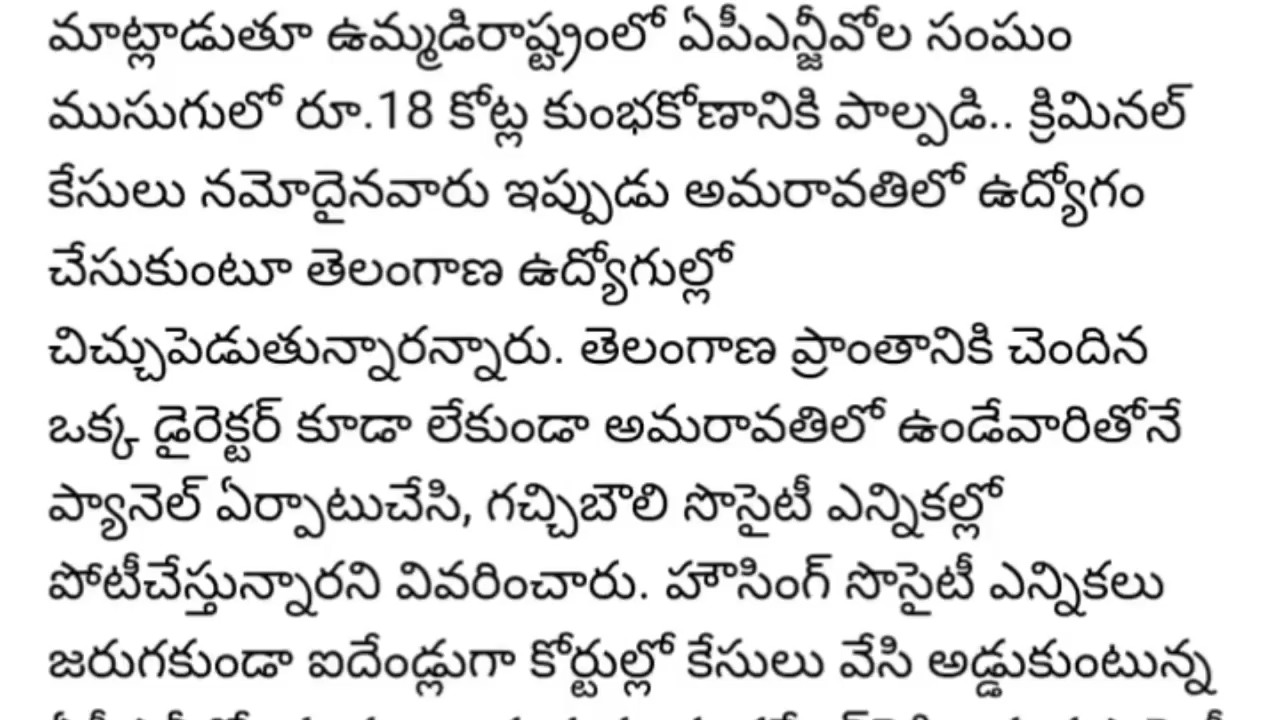 మాట్లాడుతూ ఉమ్మడిరాష్ట్రంలో ఏపీఎన్జీవోల సంఘం
ముసుగులో రూ.18 కోట్ల కుంభకోణానికి పాల్పడి.. క్రిమినల్
కేసులు నమోదైనవారు ఇప్పుడు అమరావతిలో ఉద్యోగం
చేసుకుంటూ తెలంగాణ ఉద్యోగుల్లో
చిచ్చుపెడుతున్నారన్నారు. తెలంగాణ ప్రాంతానికి చెందిన
ఒక్క డైరెక్టర్ కూడా లేకుండా అమరావతిలో ఉండేవారితోనే
ప్యానెల్ ఏర్పాటుచేసి, గచ్చిబౌలి సొసైటీ ఎన్నికల్లో
పోటీచేస్తున్నారని వివరించారు. హౌసింగ్ సొసైటీ ఎన్నికలు
జరుగకుండా ఐదేండ్లుగా కోర్టుల్లో కేసులు వేసి అడ్డుకుంటున్న